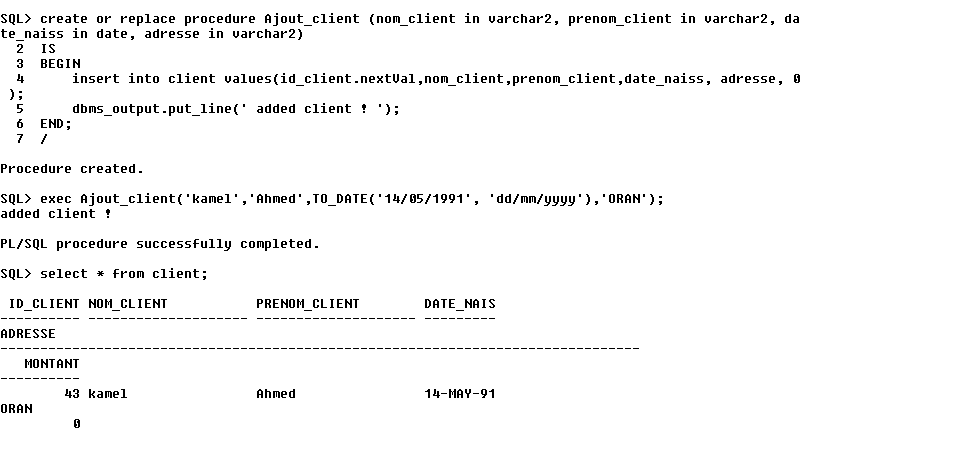 SQL> create or replace procedure Ajout_client (nom_client in varchar2, prenom_client in varchar2, da
te_naiss in date, adresse in varchar2)
  2  IS
  3  BEGIN
  4      insert into client values(id_client.nextVal,nom_client,prenom_client,date_naiss, adresse, 0
 );
  5      dbms_output.put_line(' added client ! ');
  6  END;
  7  /
Procedure created.
SQL> exec Ajout_client('kamel','Ahmed',TO_DATE('14/05/1991', 'dd/mm/yyyy'),'ORAN');
added client !
PL/SQL procedure successfully completed.
SQL> select * from client;
 ID_CLIENT NOM_CLIENT           PRENOM_CLIENT        DATE_NAIS
---------- -------------------- -------------------- ---------
ADRESSE
--------------------------------------------------------------------------------
   MONTANT
----------
        43 kamel                Ahmed                14-MAY-91
ORAN
         0